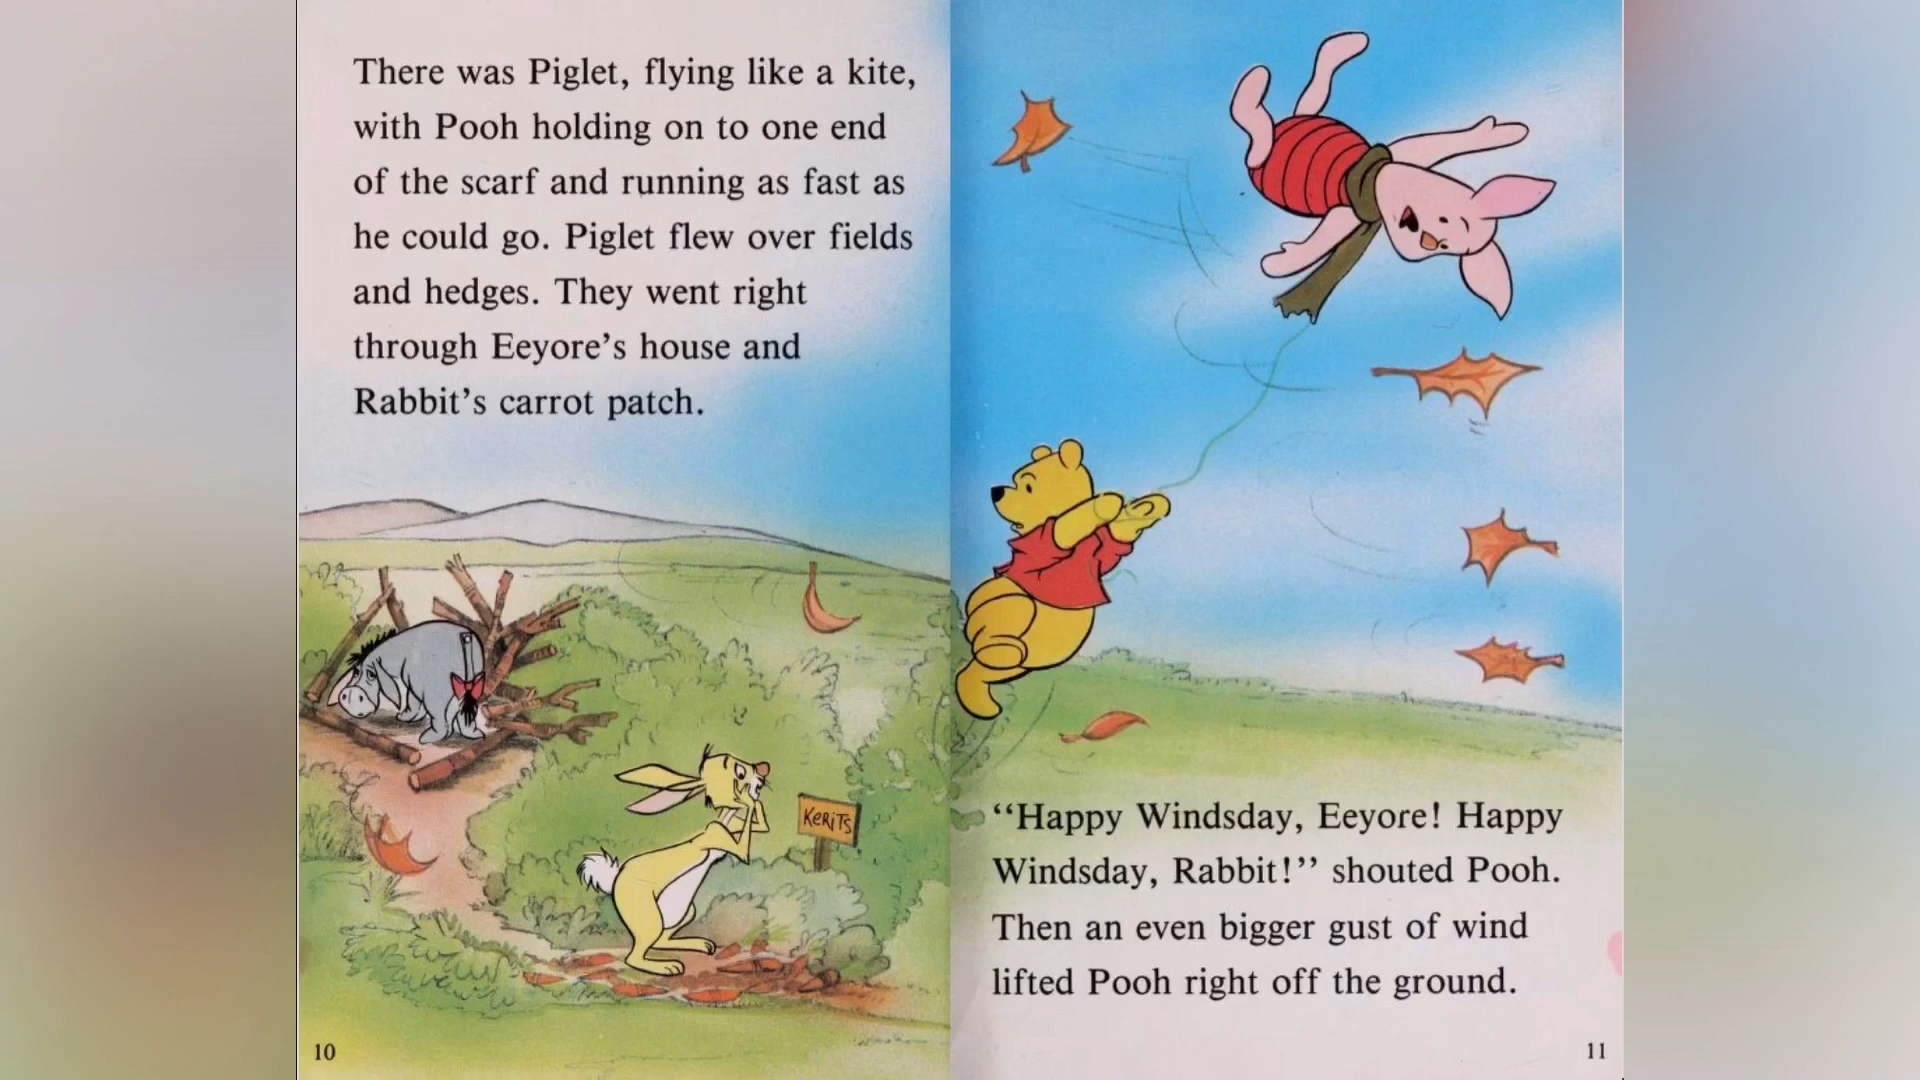 There was Piglet, flying like a kite,
with Pooh holding on to one end
of the scarf and running as fast as
he could go. Piglet flew over fields
and hedges. They went right
through Eeyore’s house and
Rabbit’s carrot patch.
KeRiTS
10
“Happy Windsday, Eeyore! Happy
Windsday, Rabbit!” shouted Pooh.
Then an even bigger gust of wind
lifted Pooh right off the ground.
11